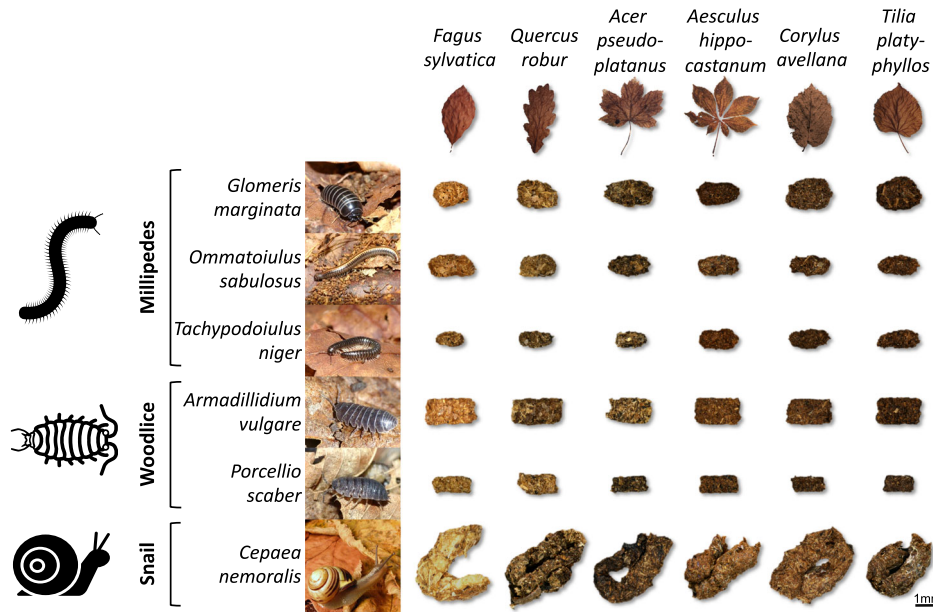 Fagus
sylvatica
Quercus
robur
Acer
pseudo-
platanus
Aesculus
hippo-
castanum
Corylus
avellana
Tilia
platy-
phyllos
Millipedes
Glomeris
marginata
Ommatoiulus
sabulosus
Tachypodoiulus
niger
Woodlice
Armadillidium
vulgare
Porcellio
scaber
Snail
Cepaea
nemoralis